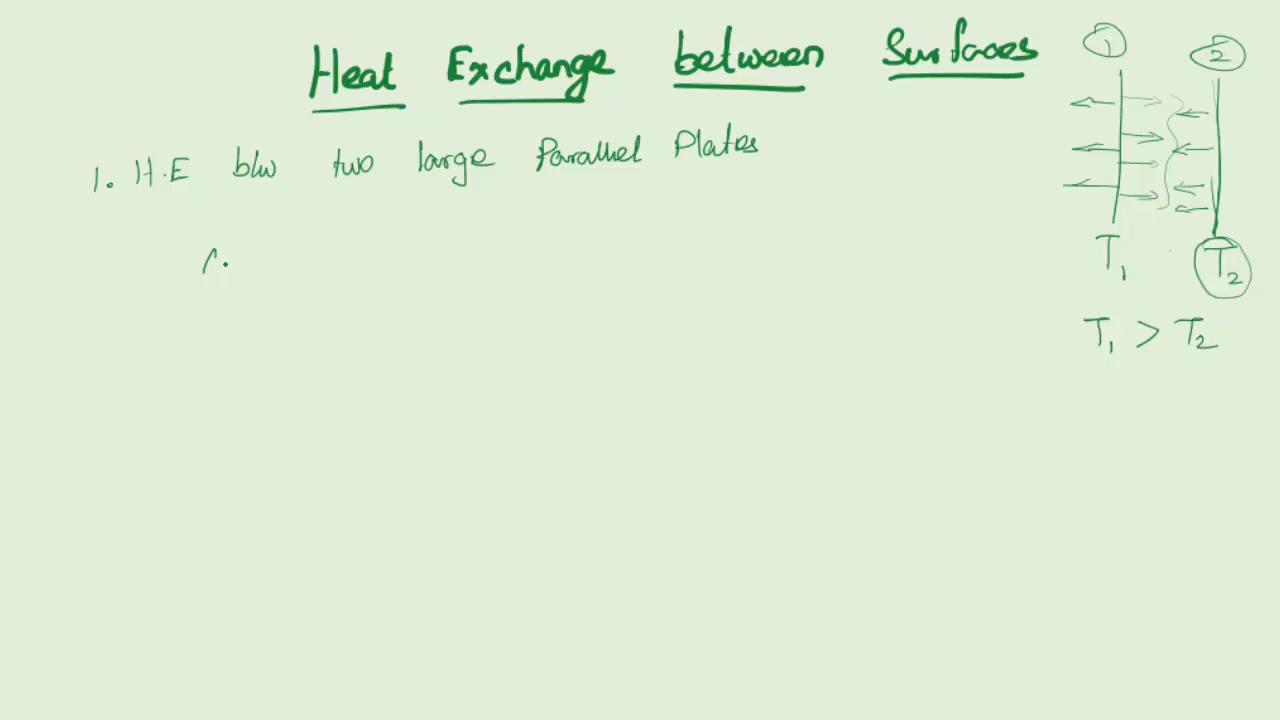 Heat Exchange between Surfaces
1. H.E b/w two large Parallel Plates
1 2
T₁ T₂
T₁ > T₂